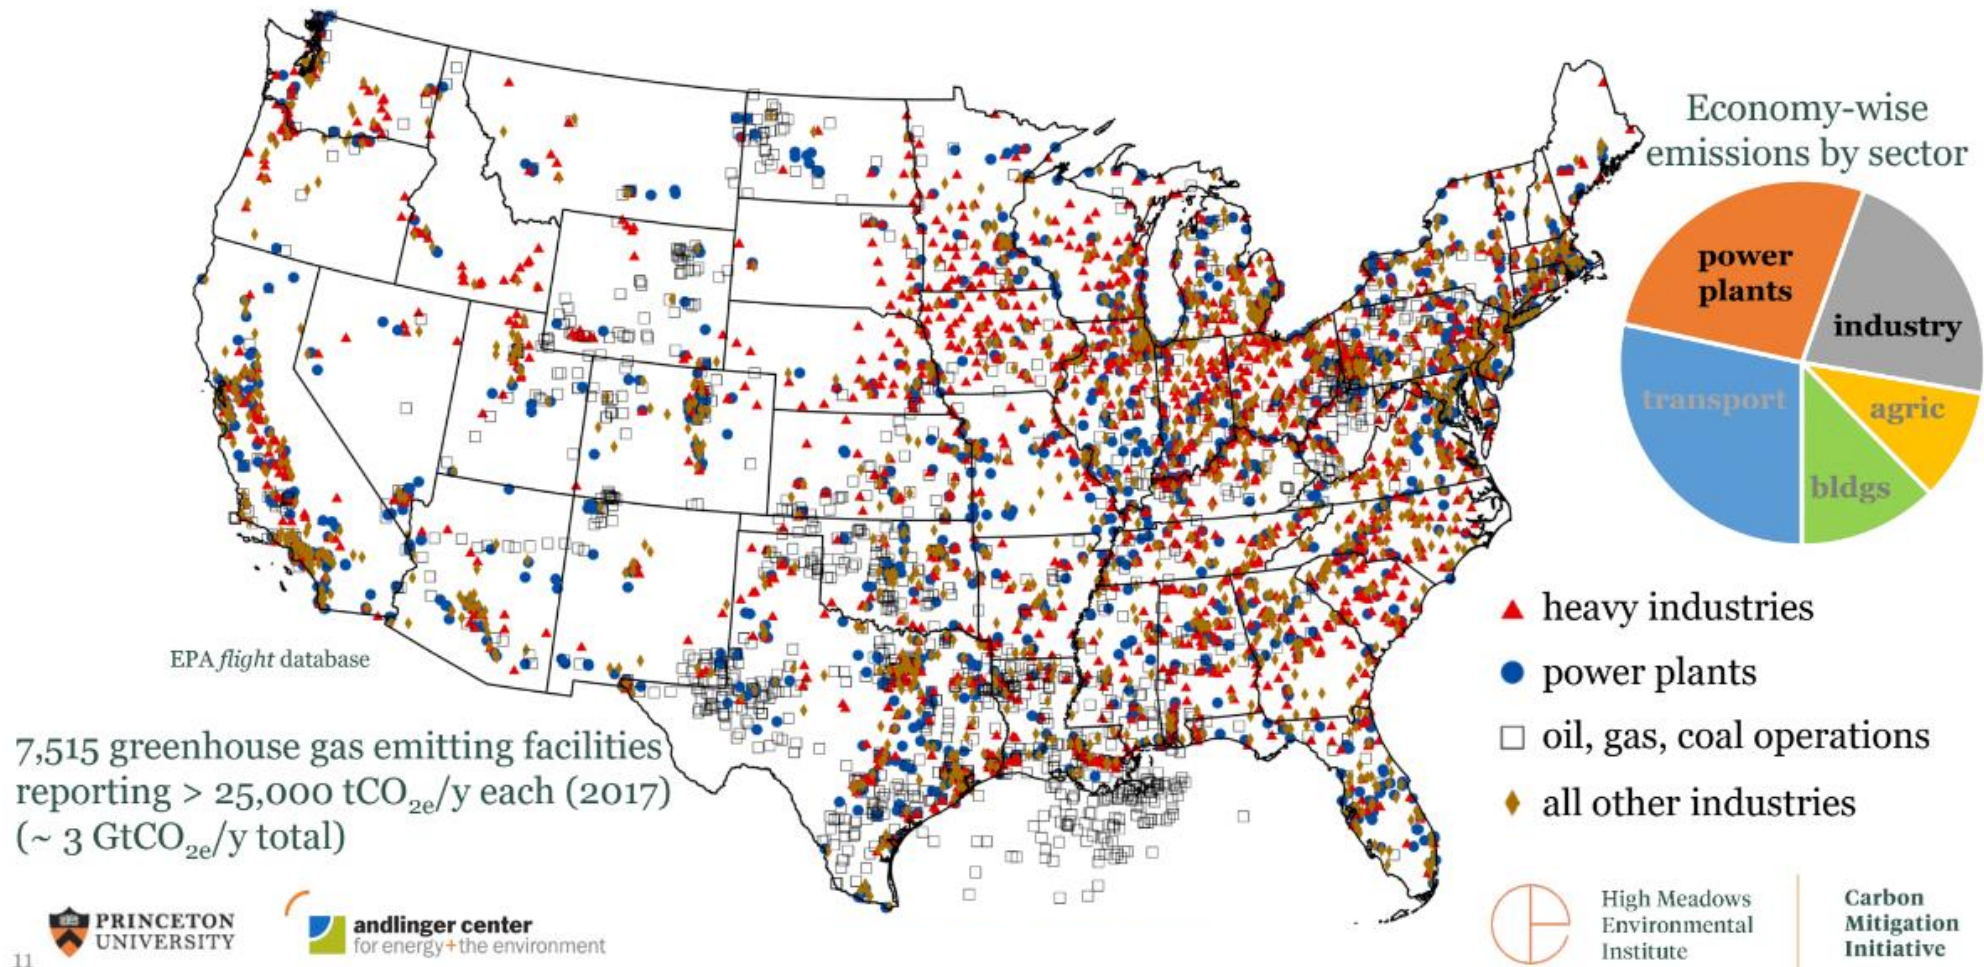 Economy-wise
emissions by sector
power
plants
industry
transport
agric
bldgs
heavy industries
power plants
oil, gas, coal operations
all other industries
EPA flight database
7,515 greenhouse gas emitting facilities
reporting > 25,000 tCO2e/y each (2017)
(~ 3 GtCO2e/y total)
PRINCETON
UNIVERSITY
andlinger center
for energy+the environment
High Meadows
Environmental
Institute
Carbon
Mitigation
Initiative
11